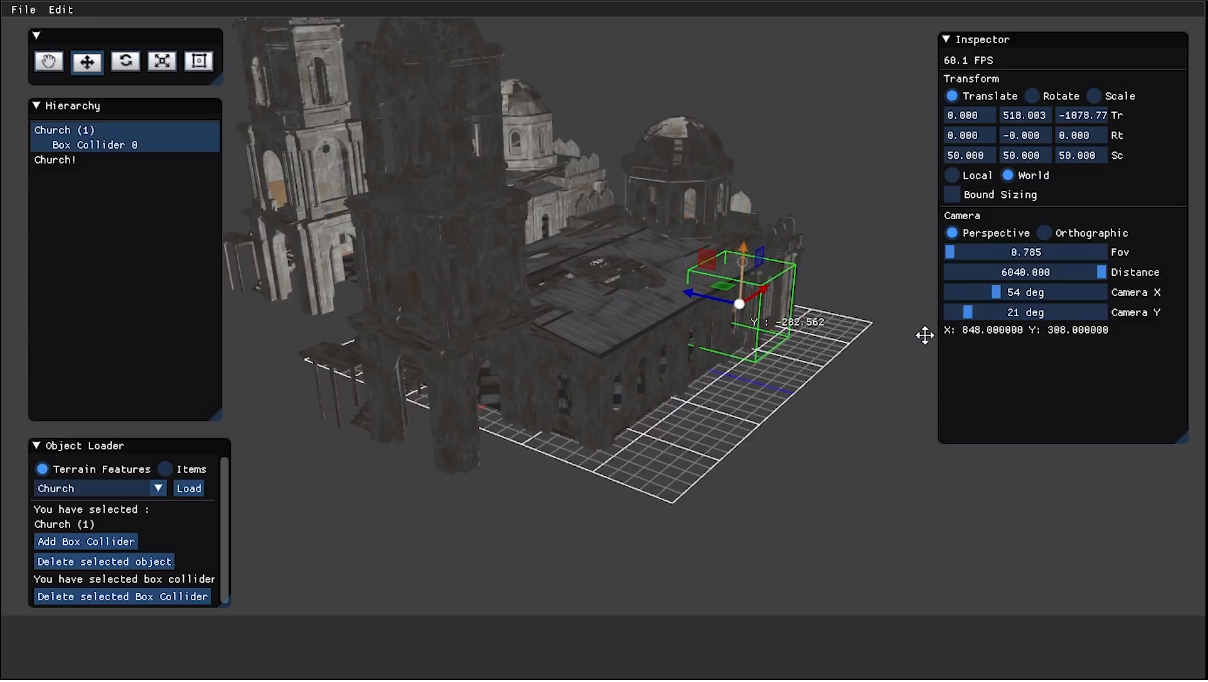 File Edit
Hierarchy
Church (1)
Box Collider 0
Church!
Object Loader
Terrain Features Items
Church Load
You have selected :
Church (1)
Add Box Collider
Delete selected object
You have selected box collider
Delete selected Box Collider
Y : -282.562
Inspector
60.1 FPS
Transform
Translate Rotate Scale
0.000 518.003 -1078.77 Tr
0.000 -0.000 0.000 Rt
50.000 50.000 50.000 Sc
Local World
Bound Sizing
Camera
Perspective Orthographic
0.785 Fov
6040.000 Distance
54 deg Camera X
21 deg Camera Y
X: 848.000000 Y: 308.000000